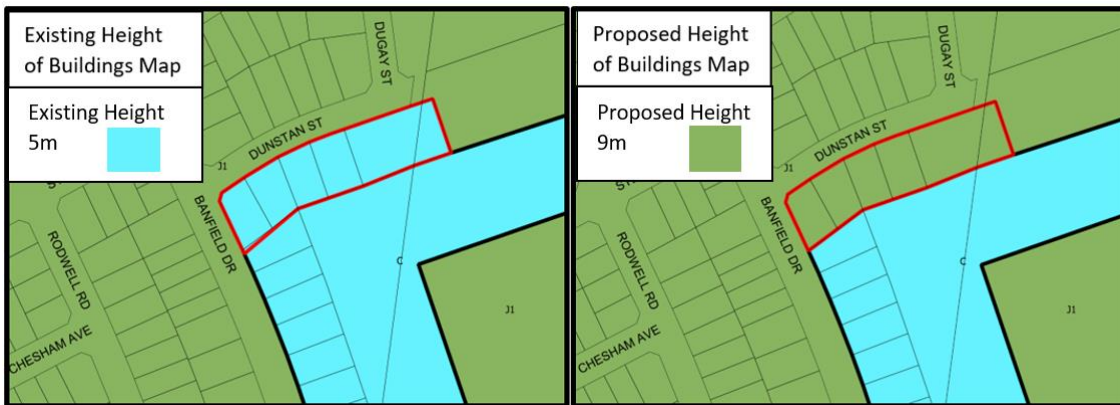 Existing Height
of Buildings Map
Existing Height
5m
DUGAY ST
DUNSTAN ST
J1
BANFIELD DR
RODWELL RD
CHESHAM AVE
C
J1
Proposed Height
of Buildings Map
Proposed Height
9m
DUGAY ST
DUNSTAN ST
J1
BANFIELD DR
RODWELL RD
CHESHAM AVE
C
J1